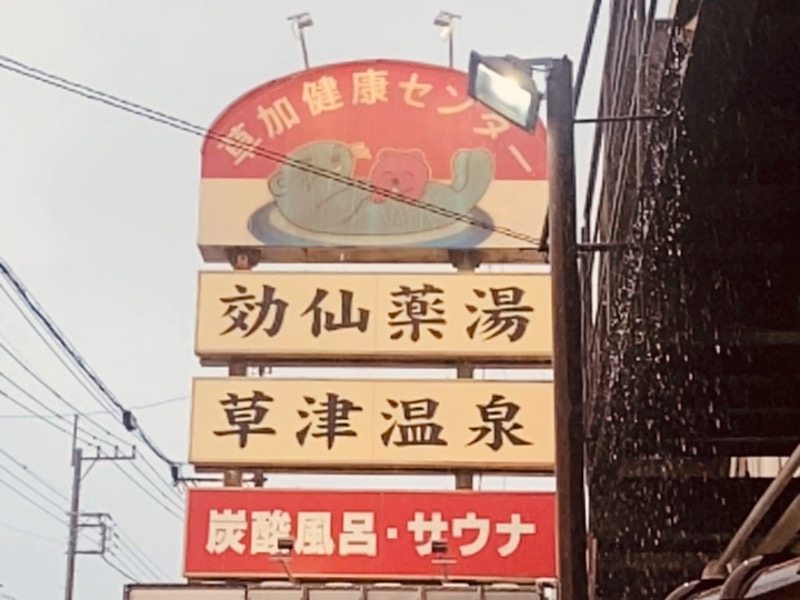 草加健康センター
効仙薬湯
草津温泉
炭酸風呂・サウナ